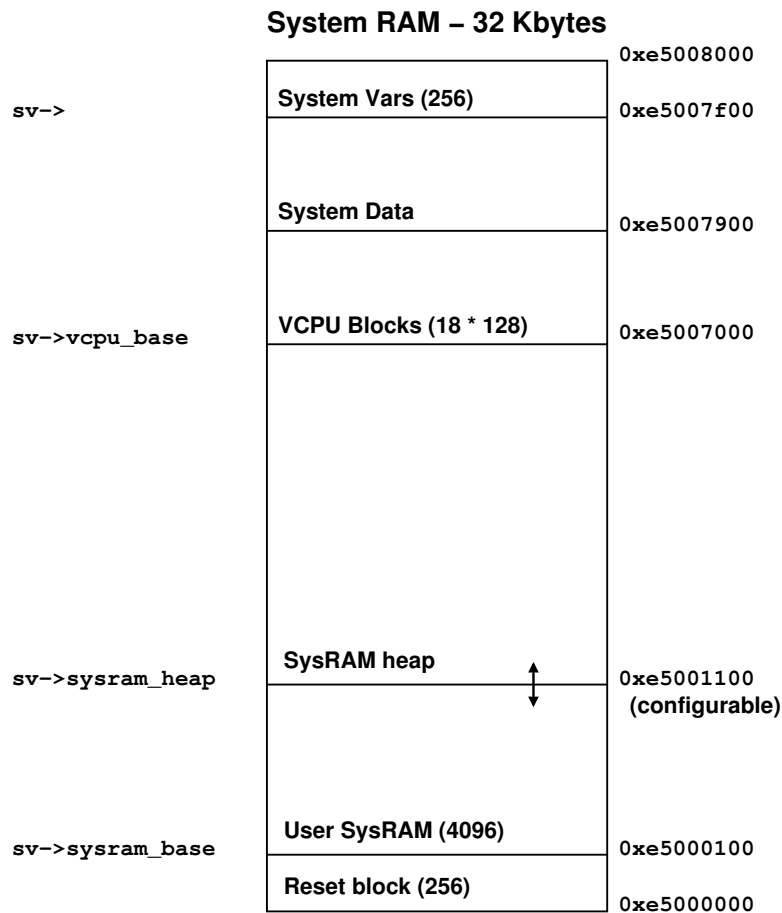 System RAM – 32 Kbytes
0xe5008000
System Vars (256)
sv–>
0xe5007f00
System Data
0xe5007900
VCPU Blocks (18 * 128)
sv–>vcpu_base
0xe5007000
SysRAM heap
sv–>sysram_heap
0xe5001100
(configurable)
User SysRAM (4096)
sv–>sysram_base
0xe5000100
Reset block (256)
0xe5000000